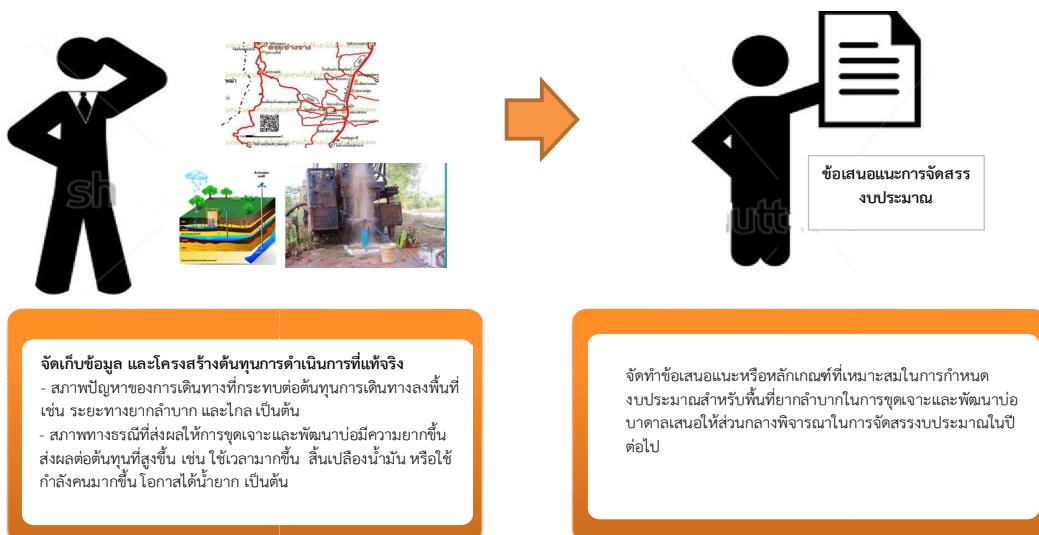 พม่า
Artesian
well
sh
utt
ข้อเสนอแนะการจัดสรร
งบประมาณ
จัดเก็บข้อมูล และโครงสร้างต้นทุนการดำเนินการที่แท้จริง
- สภาพปัญหาของการเดินทางที่กระทบต่อต้นทุนการเดินทางลงพื้นที่
เช่น ระยะทางยากลำบาก และไกล เป็นต้น
- สภาพทางธรณีที่ส่งผลให้การขุดเจาะและพัฒนาบ่อมีความยากขึ้น
ส่งผลต่อต้นทุนที่สูงขึ้น เช่น ใช้เวลามากขึ้น สิ้นเปลืองน้ำมัน หรือใช้
กำลังคนมากขึ้น โอกาสได้น้ำยาก เป็นต้น
จัดทำข้อเสนอแนะหรือหลักเกณฑ์ที่เหมาะสมในการกำหนด
งบประมาณสำหรับพื้นที่ยากลำบากในการขุดเจาะและพัฒนาบ่อ
บาดาลเสนอให้ส่วนกลางพิจารณาในการจัดสรรงบประมาณในปี
ต่อไป